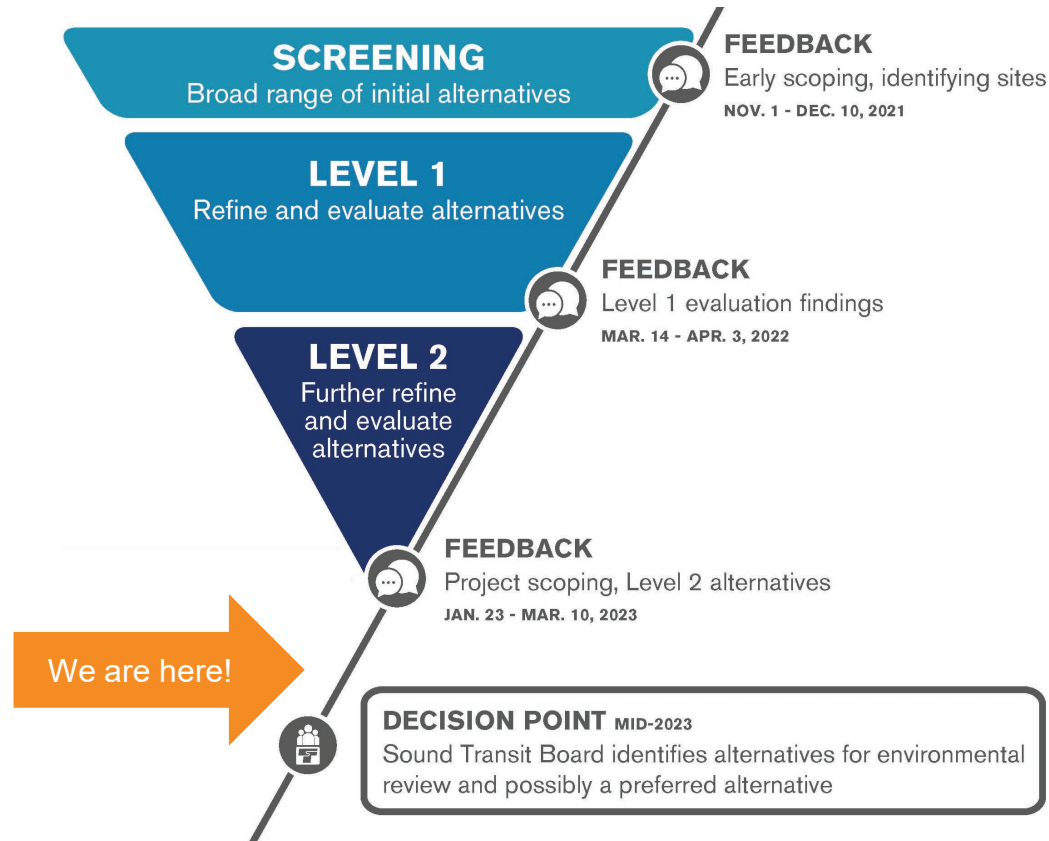 SCREENING
Broad range of initial alternatives
FEEDBACK
Early scoping, identifying sites
NOV. 1 - DEC. 10, 2021
LEVEL 1
Refine and evaluate alternatives
FEEDBACK
Level 1 evaluation findings
MAR. 14 - APR. 3, 2022
LEVEL 2
Further refine
and evaluate
alternatives
FEEDBACK
Project scoping, Level 2 alternatives
JAN. 23 - MAR. 10, 2023
We are here!
DECISION POINT MID-2023
Sound Transit Board identifies alternatives for environmental
review and possibly a preferred alternative